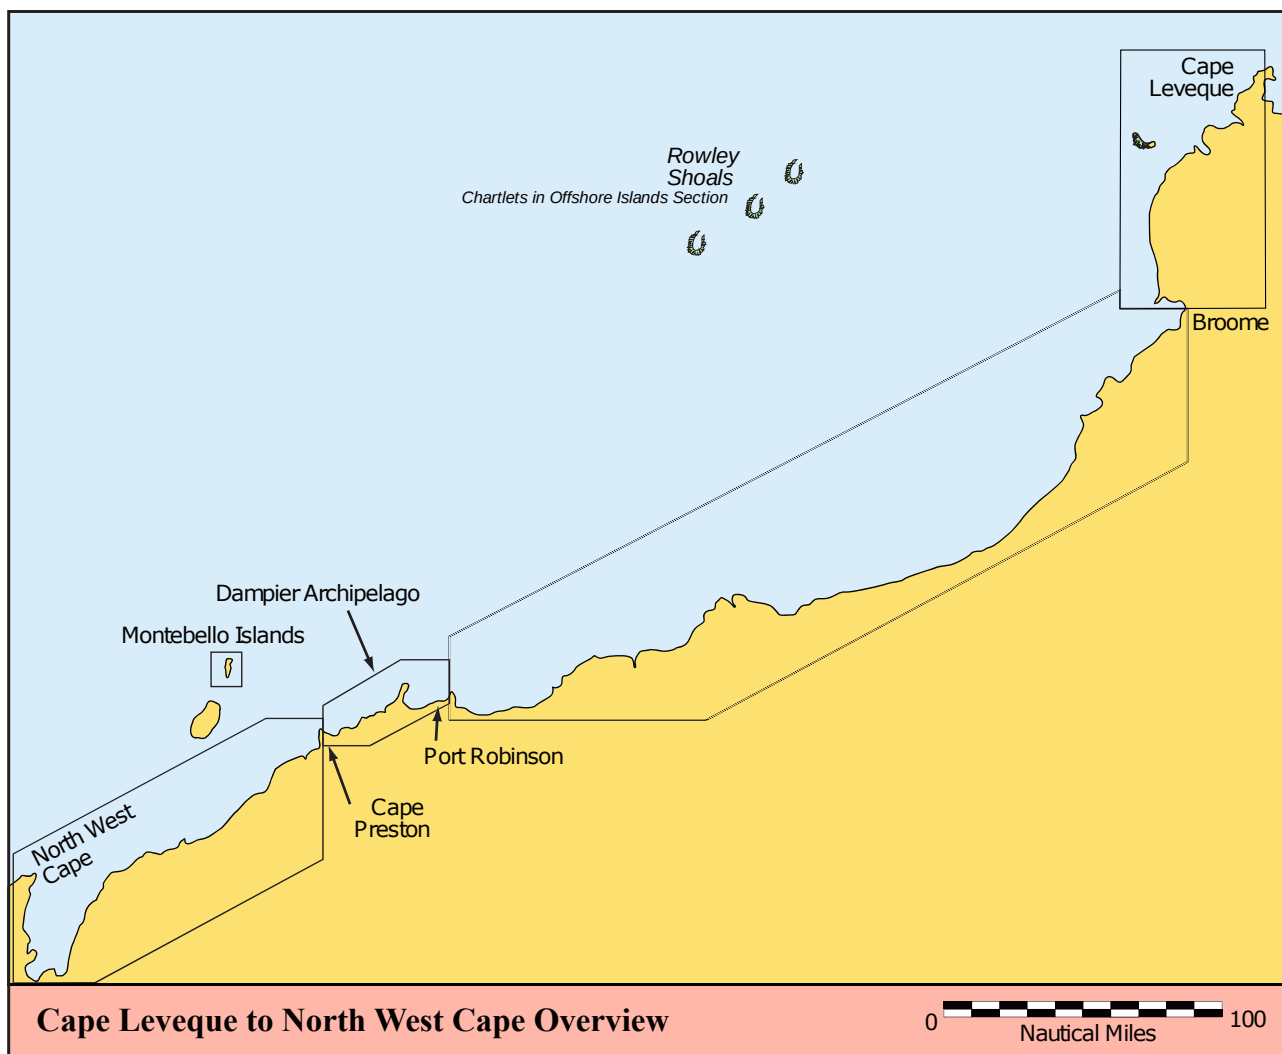 Cape
Leveque
Rowley
Shoals
Chartlets in Offshore Islands Section
Broome
Dampier Archipelago
Montebello Islands
Port Robinson
Cape
Preston
North West
Cape
Cape Leveque to North West Cape Overview
0
100
Nautical Miles